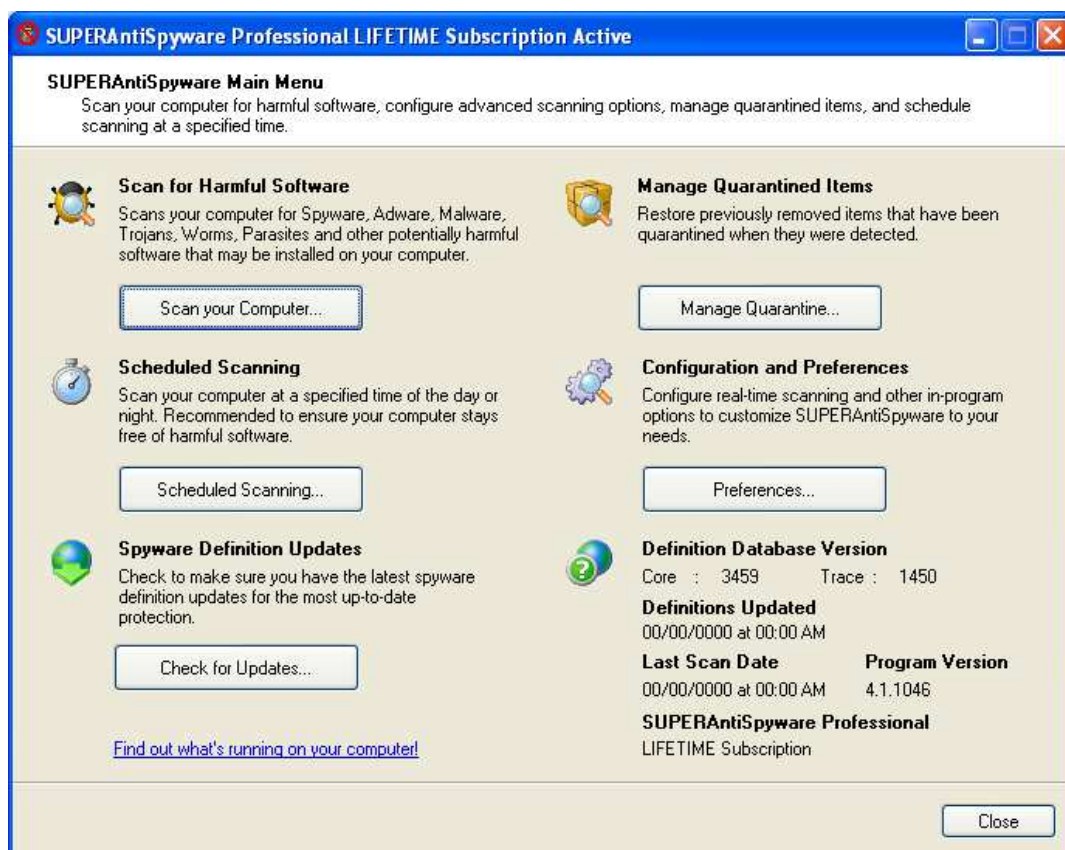 SUPERAntiSpyware Professional LIFETIME Subscription Active
SUPERAntiSpyware Main Menu
Scan your computer for harmful software, configure advanced scanning options, manage quarantined items, and schedule
scanning at a specified time.
Scan for Harmful Software
Scans your computer for Spyware, Adware, Malware,
Trojans, Worms, Parasites and other potentially harmful
software that may be installed on your computer.
Scan your Computer...
Manage Quarantined Items
Restore previously removed items that have been
quarantined when they were detected.
Manage Quarantine...
Scheduled Scanning
Scan your computer at a specified time of the day or
night. Recommended to ensure your computer stays
free of harmful software.
Scheduled Scanning...
Configuration and Preferences
Configure real-time scanning and other in-program
options to customize SUPERAntiSpyware to your
needs.
Preferences...
Spyware Definition Updates
Check to make sure you have the latest spyware
definition updates for the most up-to-date
protection.
Check for Updates...
Find out what's running on your computer!
Definition Database Version
Core : 3459 Trace : 1450
Definitions Updated
00/00/0000 at 00:00 AM
Last Scan Date Program Version
00/00/0000 at 00:00 AM 4.1.1046
SUPERAntiSpyware Professional
LIFETIME Subscription
Close